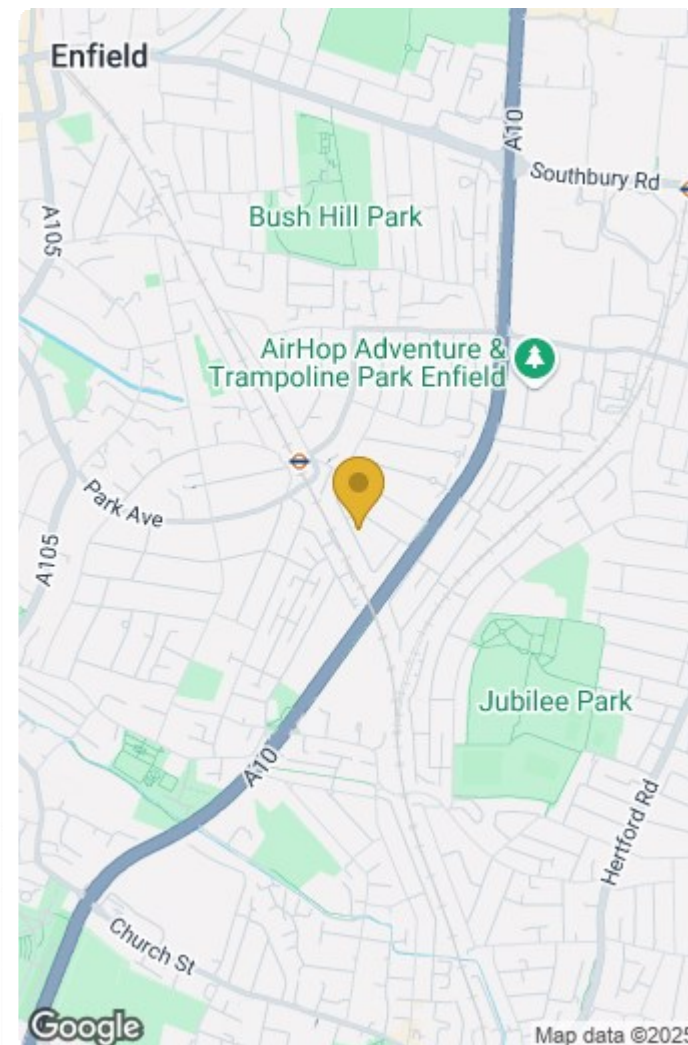 Enfield
A10
Southbury Rd
A105
Bush Hill Park
AirHop Adventure &
Trampoline Park Enfield
Park Ave
A105
Jubilee Park
A10
Hertford Rd
Church St
Google
Map data ©2025